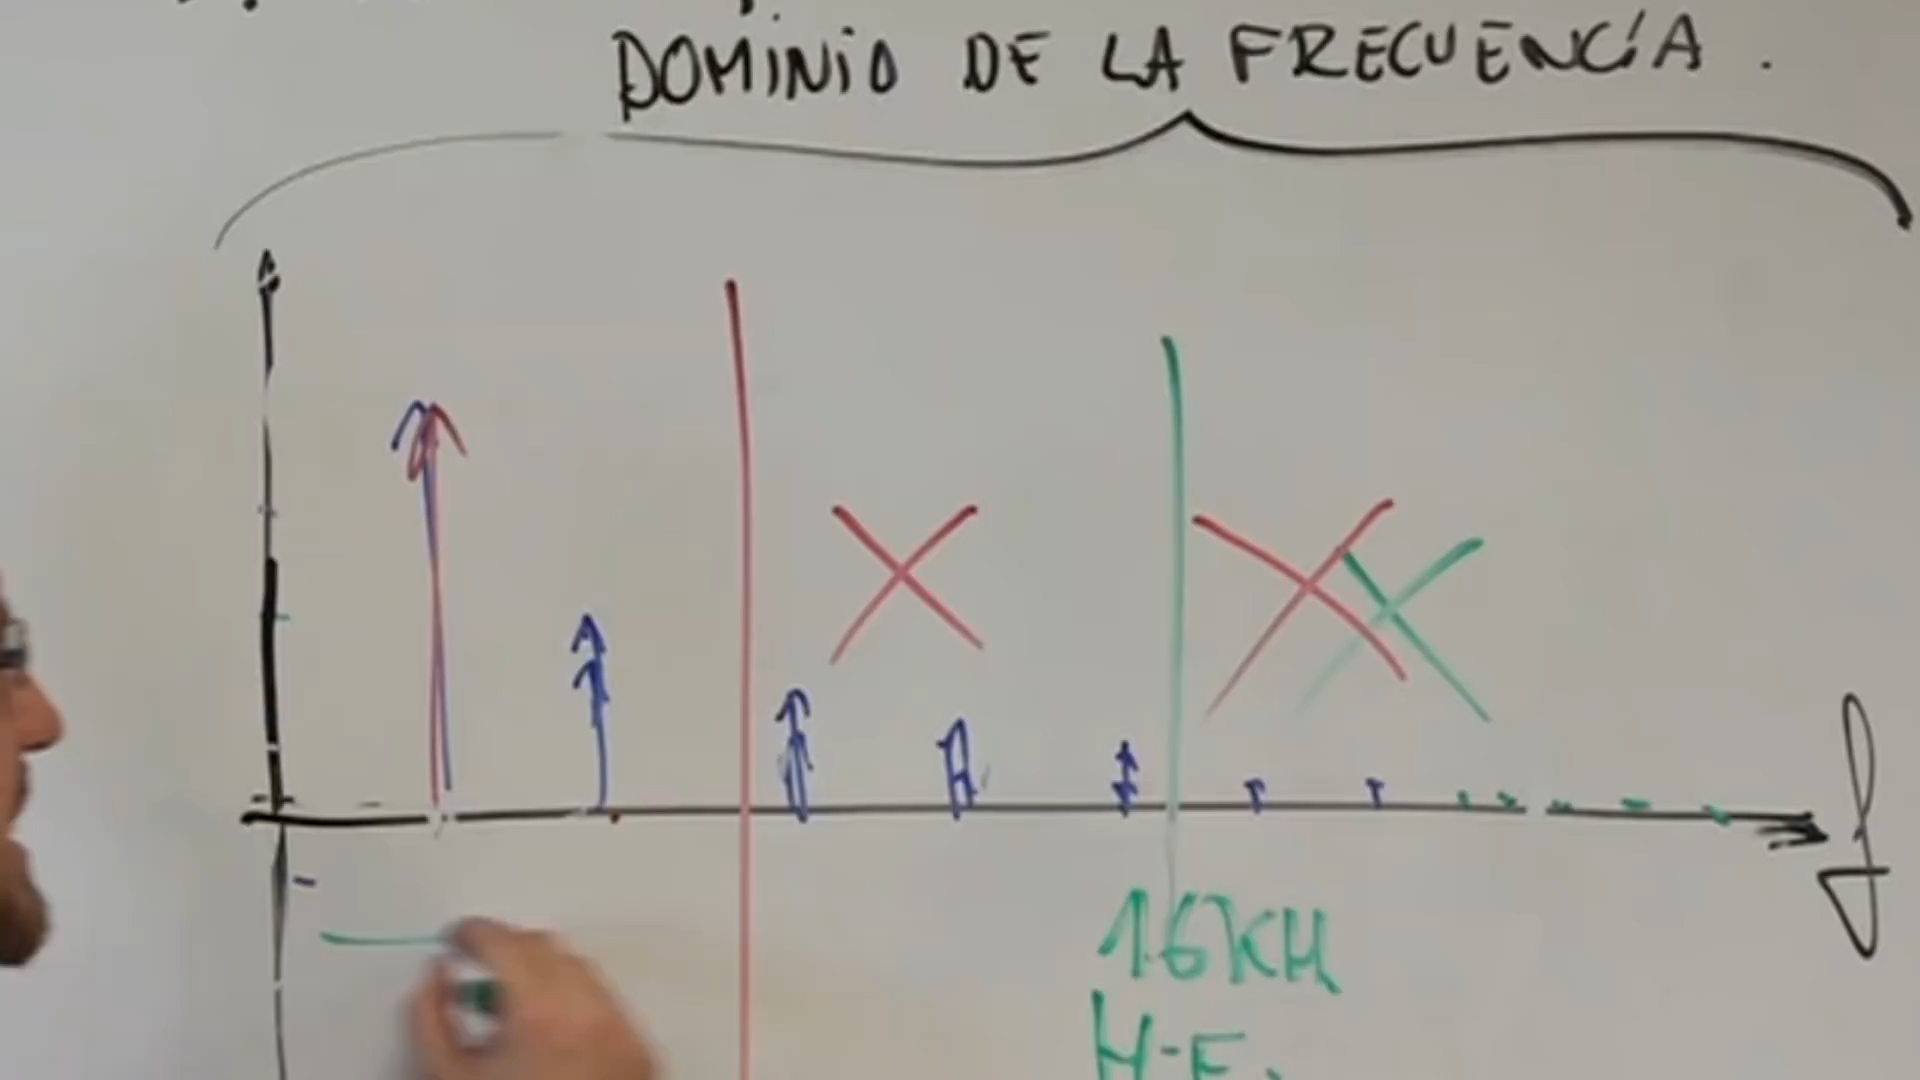 DOMINIO DE LA FRECUENCIA.
f
16KH
H-F.